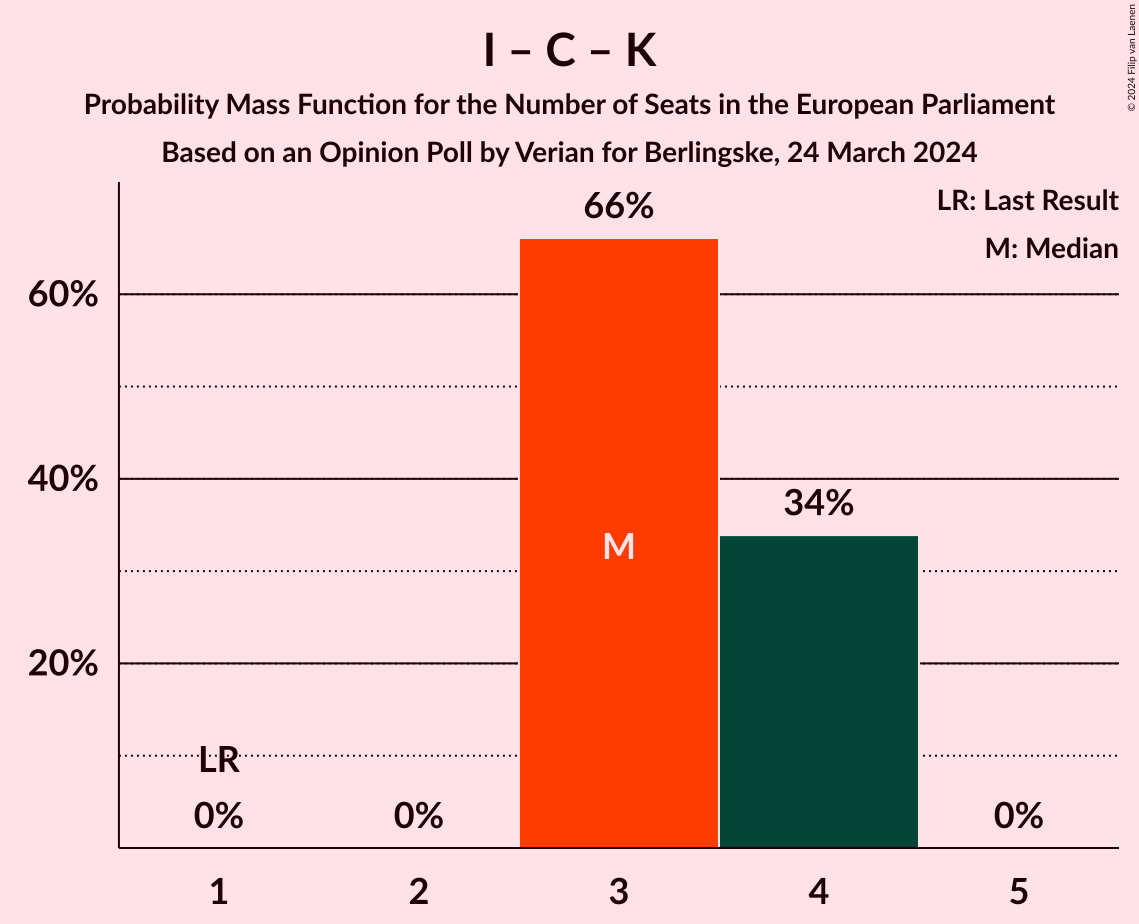 I – C – K
Probability Mass Function for the Number of Seats in the European Parliament
Based on an Opinion Poll by Verian for Berlingske, 24 March 2024
© 2024 Filip van Laenen
LR: Last Result
M: Median
66%
60%
40%
34%
M
20%
LR
0%
0%
0%
1
2
3
4
5